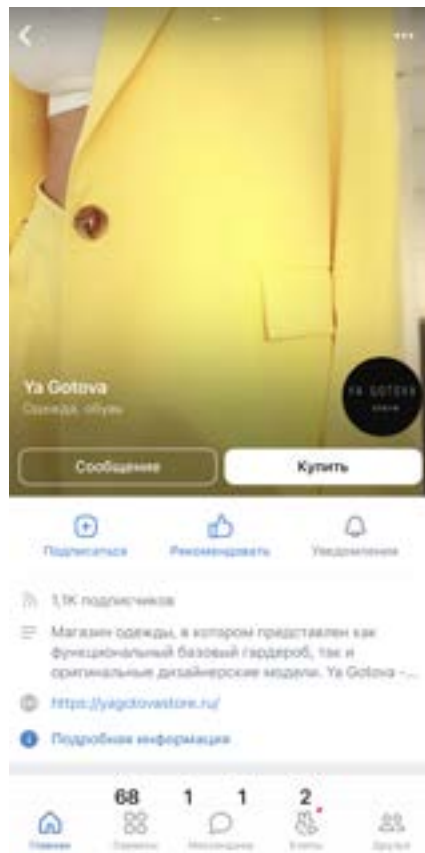 Ya Gotova
Одежда, обувь
YA GOTOVA
Сообщение
Купить
Подписаться
Рекомендовать
Уведомления
1,1K подписчиков
Магазин одежды, в котором представлен как
функциональный базовый гардероб, так и
оригинальные дизайнерские модели. Ya Gotova -...
https://yagotovastore.ru/
Подробная информация
68 1 1 2
Главная
Сервисы
Мессенджер
Клипы
Друзья